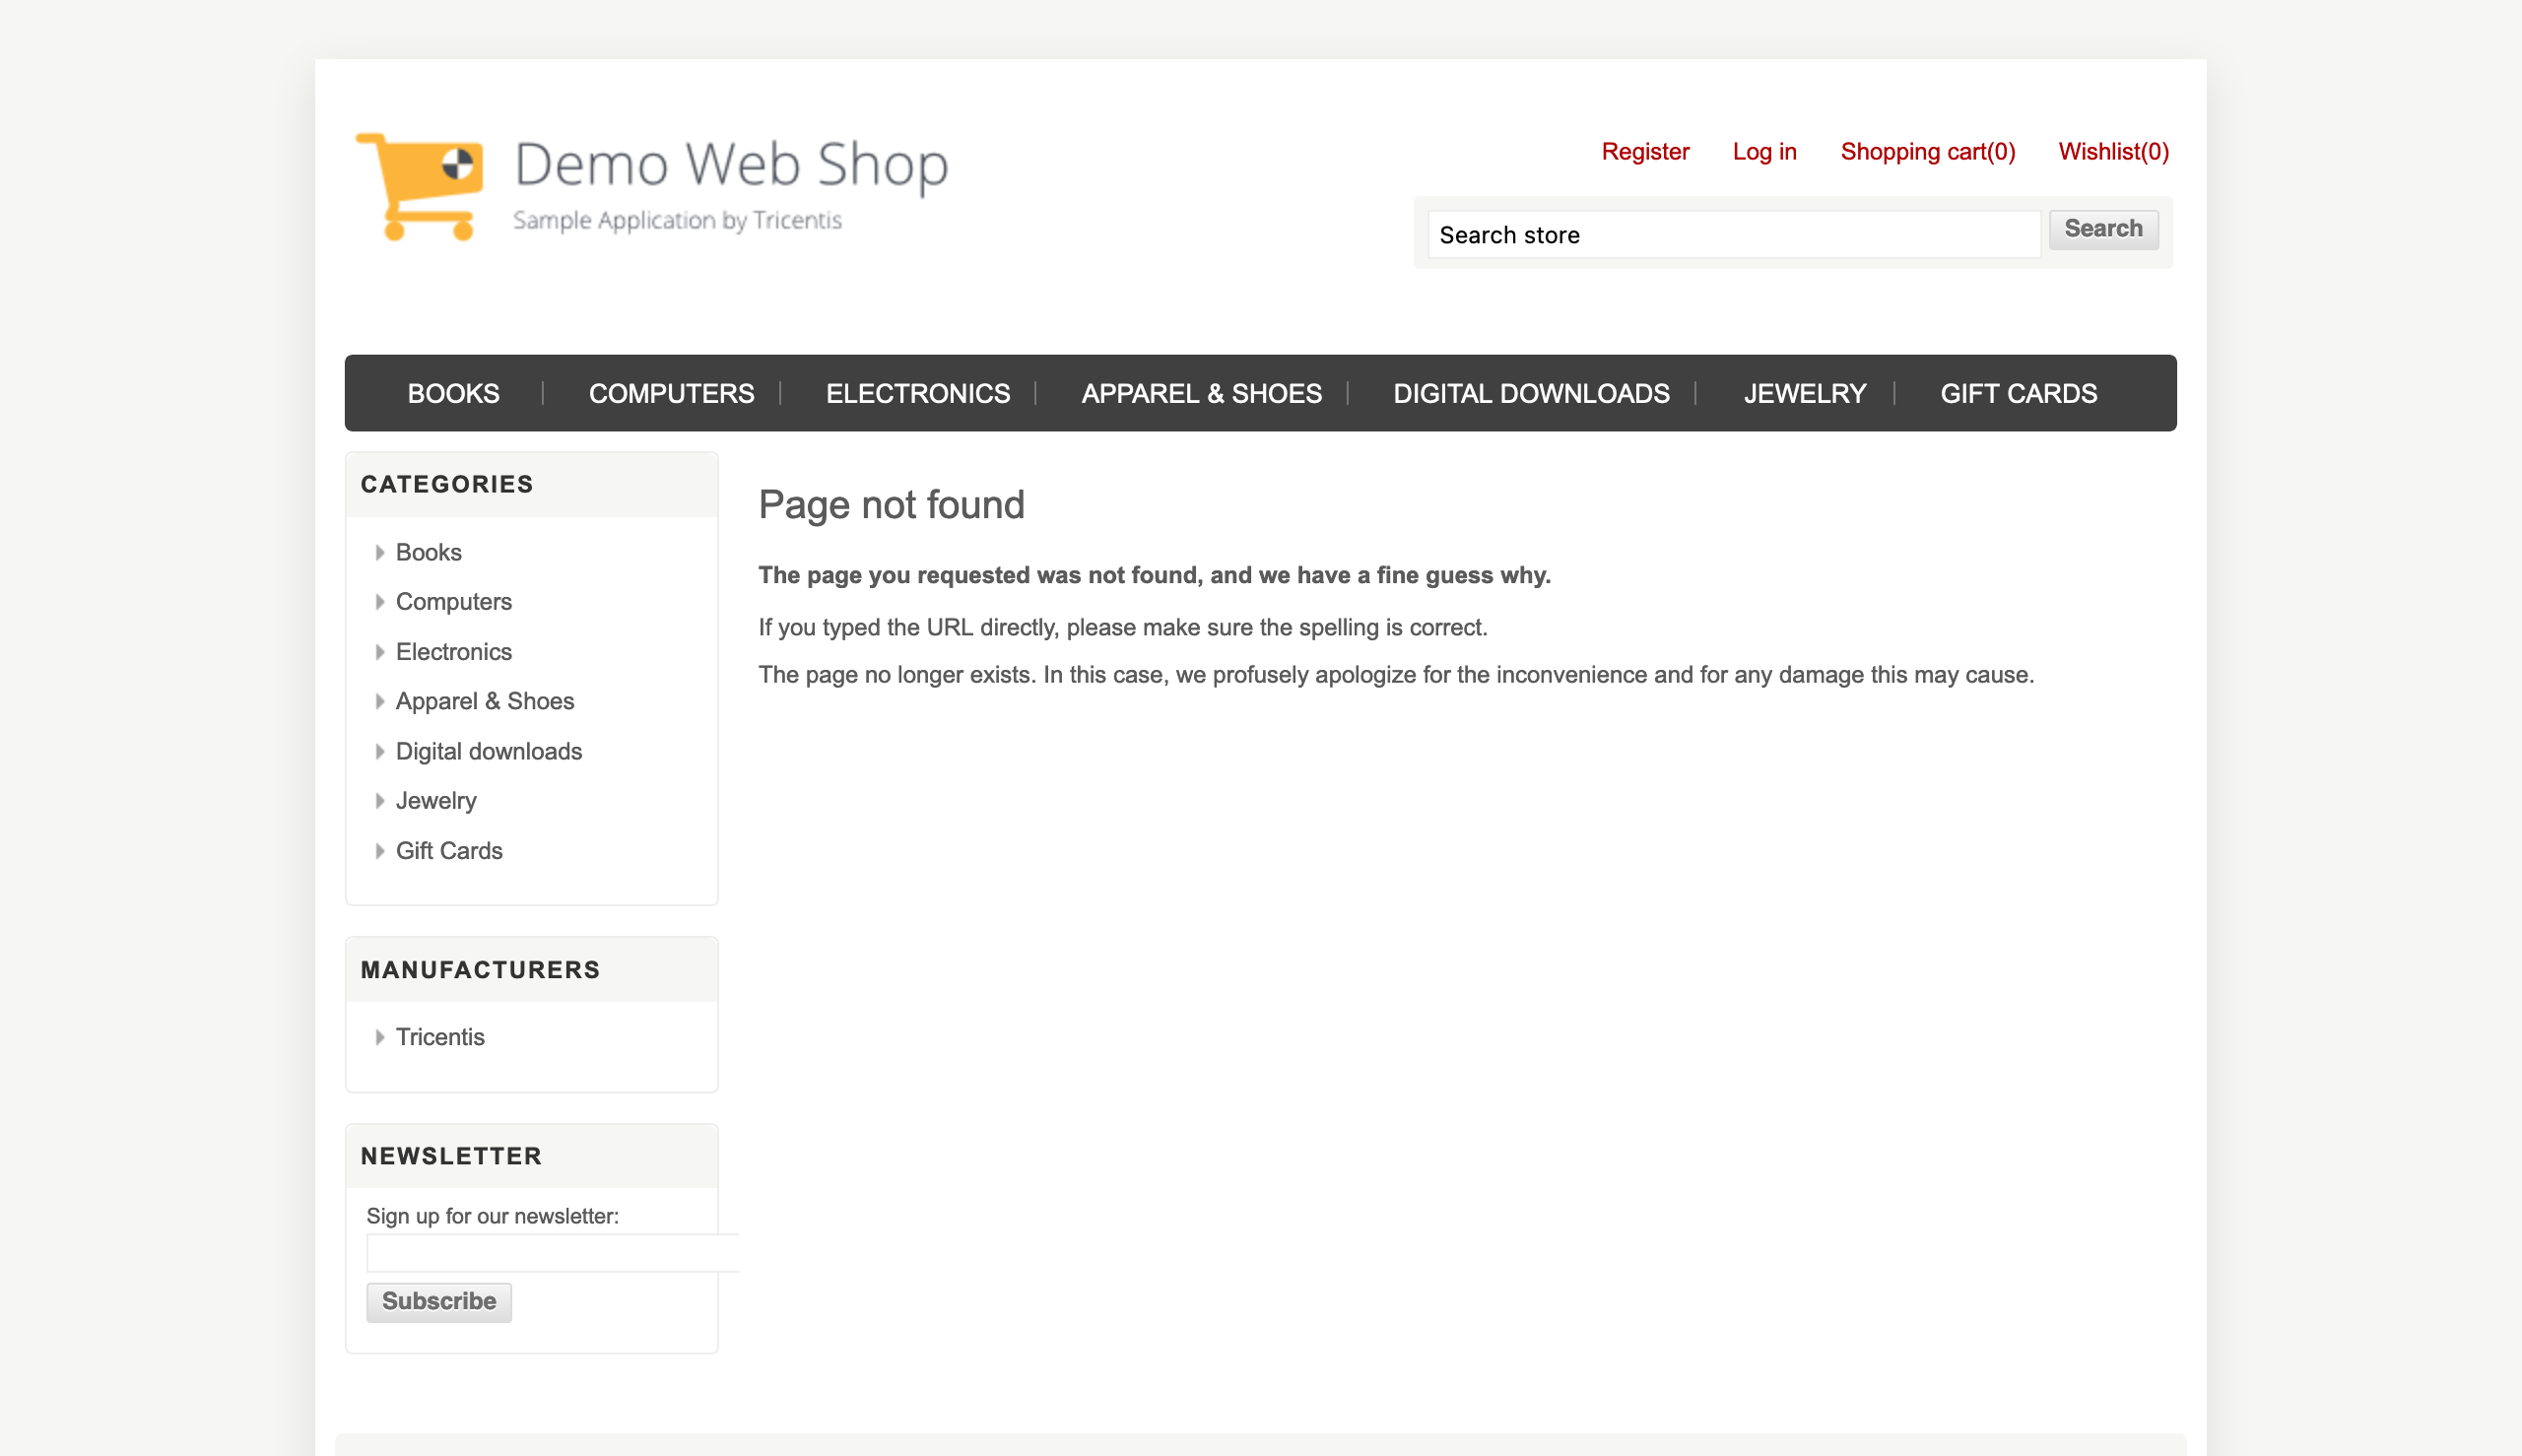 Demo Web Shop
Sample Application by Tricentis
Register Log in Shopping cart(0) Wishlist(0)
Search store Search
BOOKS COMPUTERS ELECTRONICS APPAREL & SHOES DIGITAL DOWNLOADS JEWELRY GIFT CARDS
CATEGORIES
Books
Computers
Electronics
Apparel & Shoes
Digital downloads
Jewelry
Gift Cards
MANUFACTURERS
Tricentis
NEWSLETTER
Sign up for our newsletter:
Subscribe
Page not found
The page you requested was not found, and we have a fine guess why.
If you typed the URL directly, please make sure the spelling is correct.
The page no longer exists. In this case, we profusely apologize for the inconvenience and for any damage this may cause.